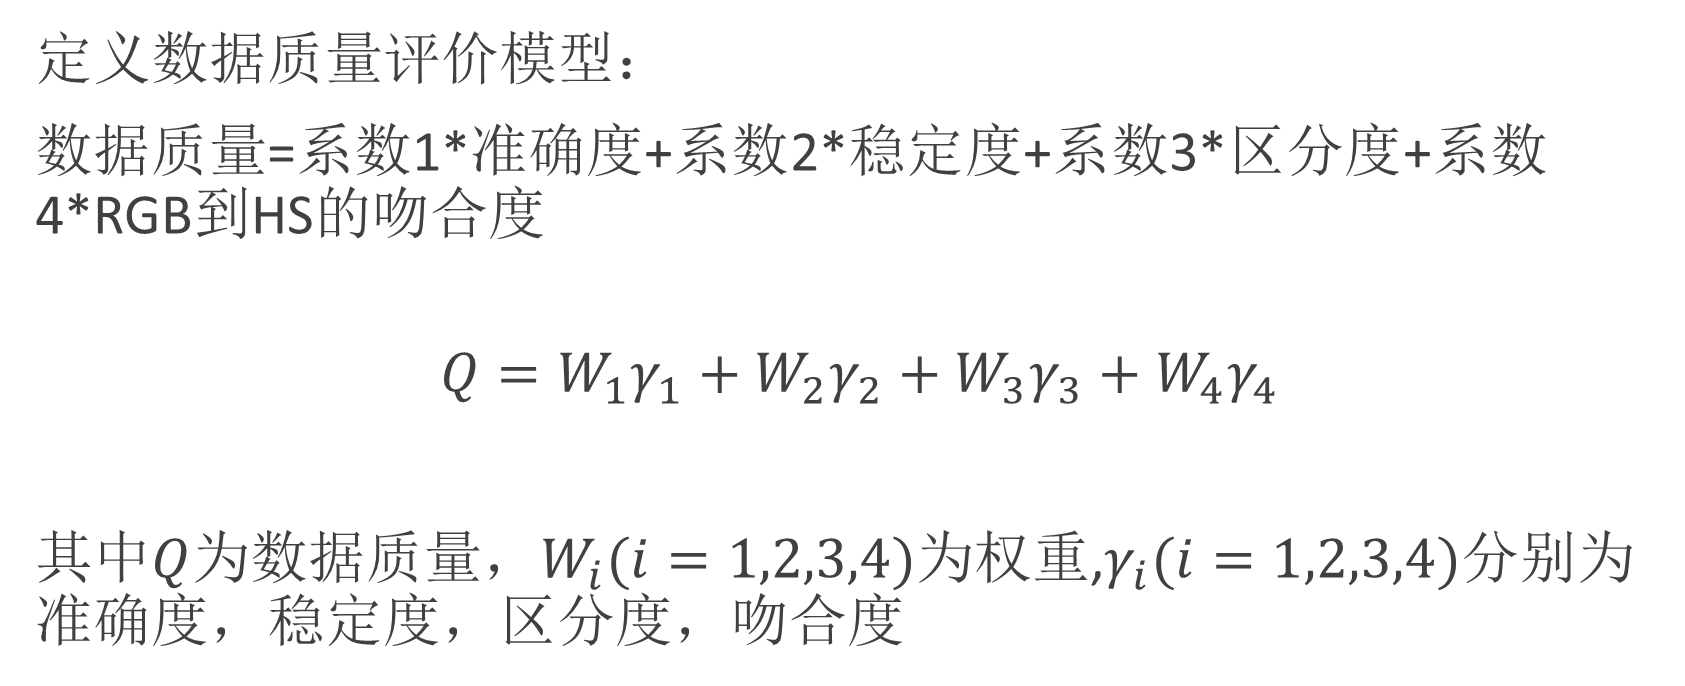 定义数据质量评价模型：
数据质量=系数1*准确度+系数2*稳定度+系数3*区分度+系数
4*RGB到HS的吻合度
Q = W₁γ₁ + W₂γ₂ + W₃γ₃ + W₄γ₄
其中Q为数据质量，Wᵢ(i = 1,2,3,4)为权重,γᵢ(i = 1,2,3,4)分别为
准确度，稳定度，区分度，吻合度